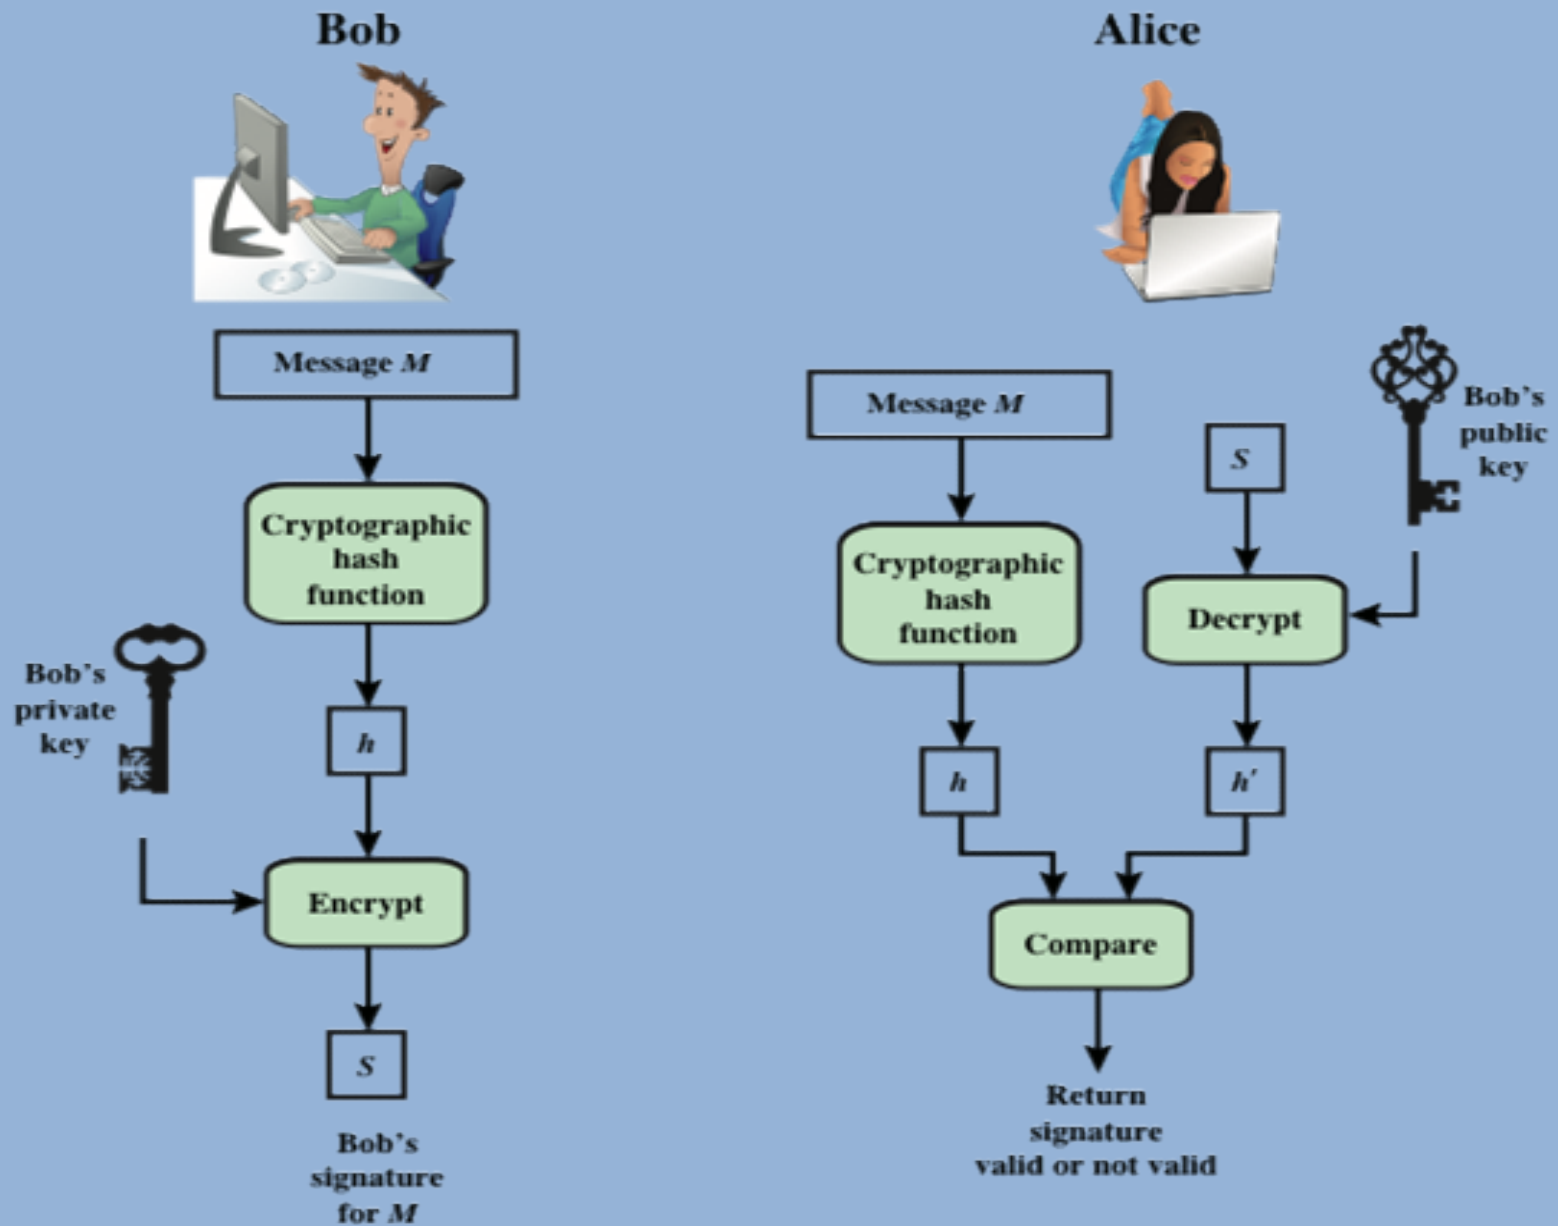 Bob
Message M
Cryptographic
hash
function
Bob's
private
key
h
Encrypt
S
Bob's
signature
for M
Alice
Message M
Bob's
public
key
S
Cryptographic
hash
function
Decrypt
h
h′
Compare
Return
signature
valid or not valid